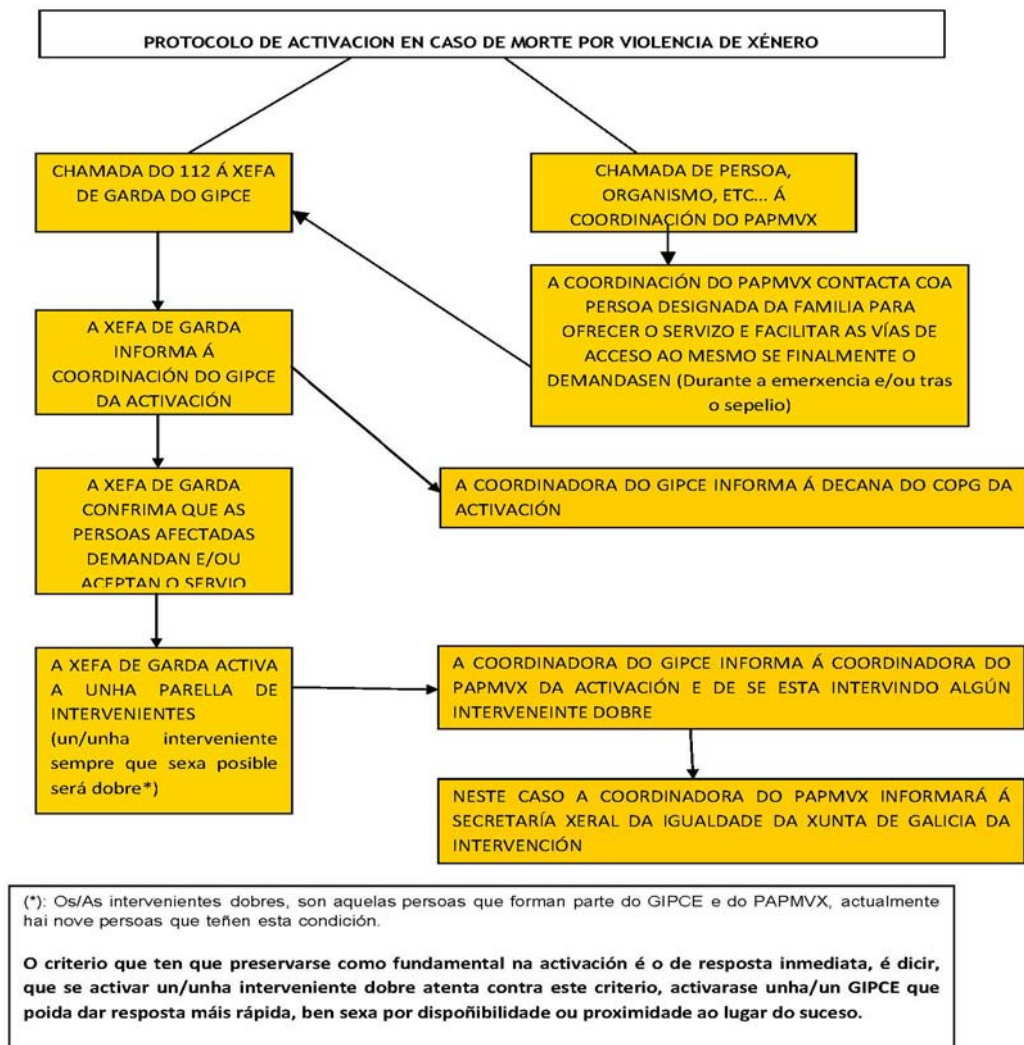 PROTOCOLO DE ACTIVACION EN CASO DE MORTE POR VIOLENCIA DE XÉNERO
CHAMADA DO 112 Á XEFA
DE GARDA DO GIPCE
CHAMADA DE PERSOA,
ORGANISMO, ETC... Á
COORDINACIÓN DO PAPMVX
A COORDINACIÓN DO PAPMVX CONTACTA COA
PERSOA DESIGNADA DA FAMILIA PARA
OFRECER O SERVIZO E FACILITAR AS VÍAS DE
ACCESO AO MESMO SE FINALMENTE O
DEMANDASEN (Durante a emerxencia e/ou tras
o sepelio)
A XEFA DE GARDA
INFORMA Á
COORDINACIÓN DO GIPCE
DA ACTIVACIÓN
A COORDINADORA DO GIPCE INFORMA Á DECANA DO COPG DA
ACTIVACIÓN
A XEFA DE GARDA
CONFRIMA QUE AS
PERSOAS AFECTADAS
DEMANDAN E/OU
ACEPTAN O SERVIO
A XEFA DE GARDA ACTIVA
A UNHA PARELLA DE
INTERVENIENTES
(un/unha interveniente
sempre que sexa posible
será dobre*)
A COORDINADORA DO GIPCE INFORMA Á COORDINADORA DO
PAPMVX DA ACTIVACIÓN E DE SE ESTA INTERVINDO ALGÚN
INTERVENEINTE DOBRE
NESTE CASO A COORDINADORA DO PAPMVX INFORMARÁ Á
SECRETARÍA XERAL DA IGUALDADE DA XUNTA DE GALICIA DA
INTERVENCIÓN
(*): Os/As intervenientes dobres, son aquelas persoas que forman parte do GIPCE e do PAPMVX, actualmente
hai nove persoas que teñen esta condición.
O criterio que ten que preservarse como fundamental na activación é o de resposta inmediata, é dicir,
que se activar un/unha interveniente dobre atenta contra este criterio, activarase unha/un GIPCE que
poida dar resposta máis rápida, ben sexa por dispoñibilidade ou proximidade ao lugar do suceso.